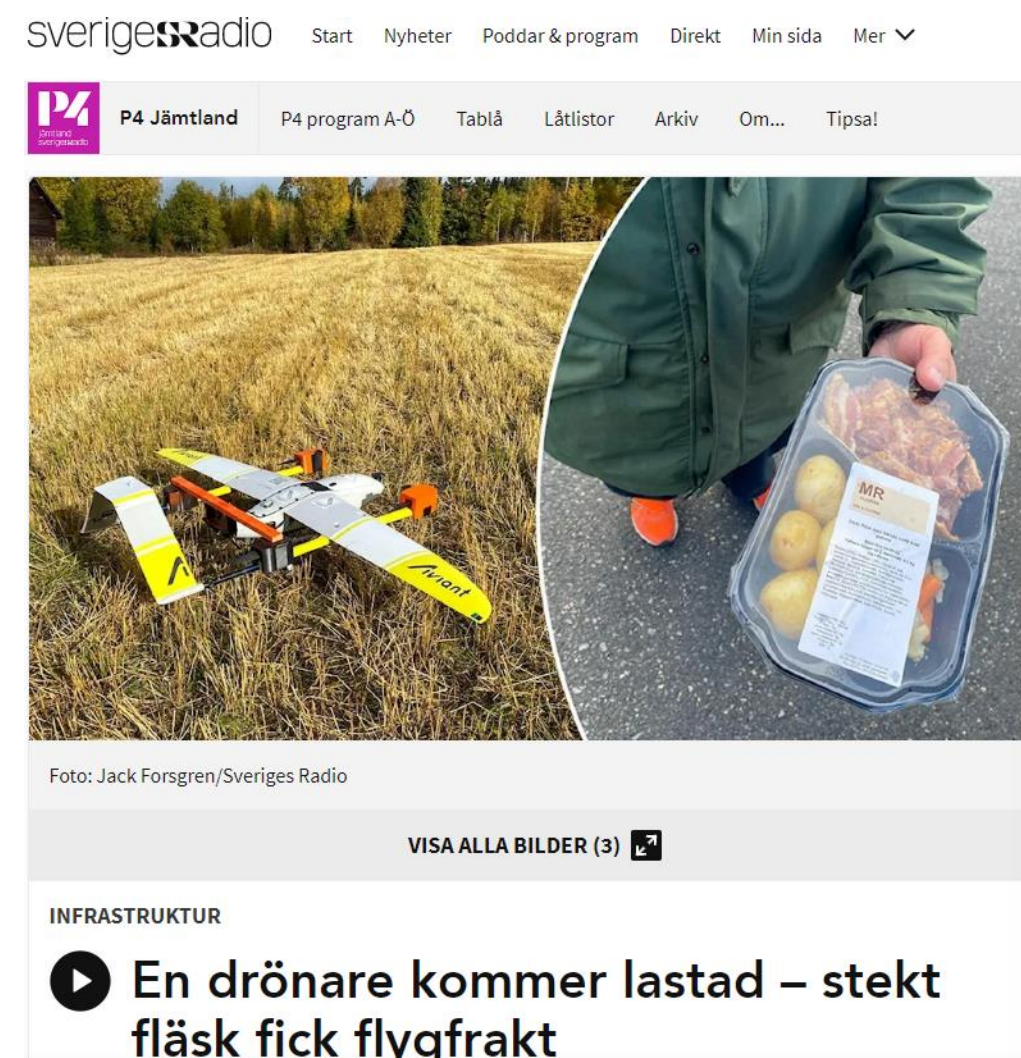 sverigesradio
Start Nyheter Poddar & program Direkt Min sida Mer
P4
jämtland
sverigesradio
P4 Jämtland P4 program A-Ö Tablå Låtlistor Arkiv Om... Tipsa!
Aviant
Aviant
MR
Foto: Jack Forsgren/Sveriges Radio
VISA ALLA BILDER (3)
INFRASTRUKTUR
En drönare kommer lastad – stekt
fläsk fick flygfrakt